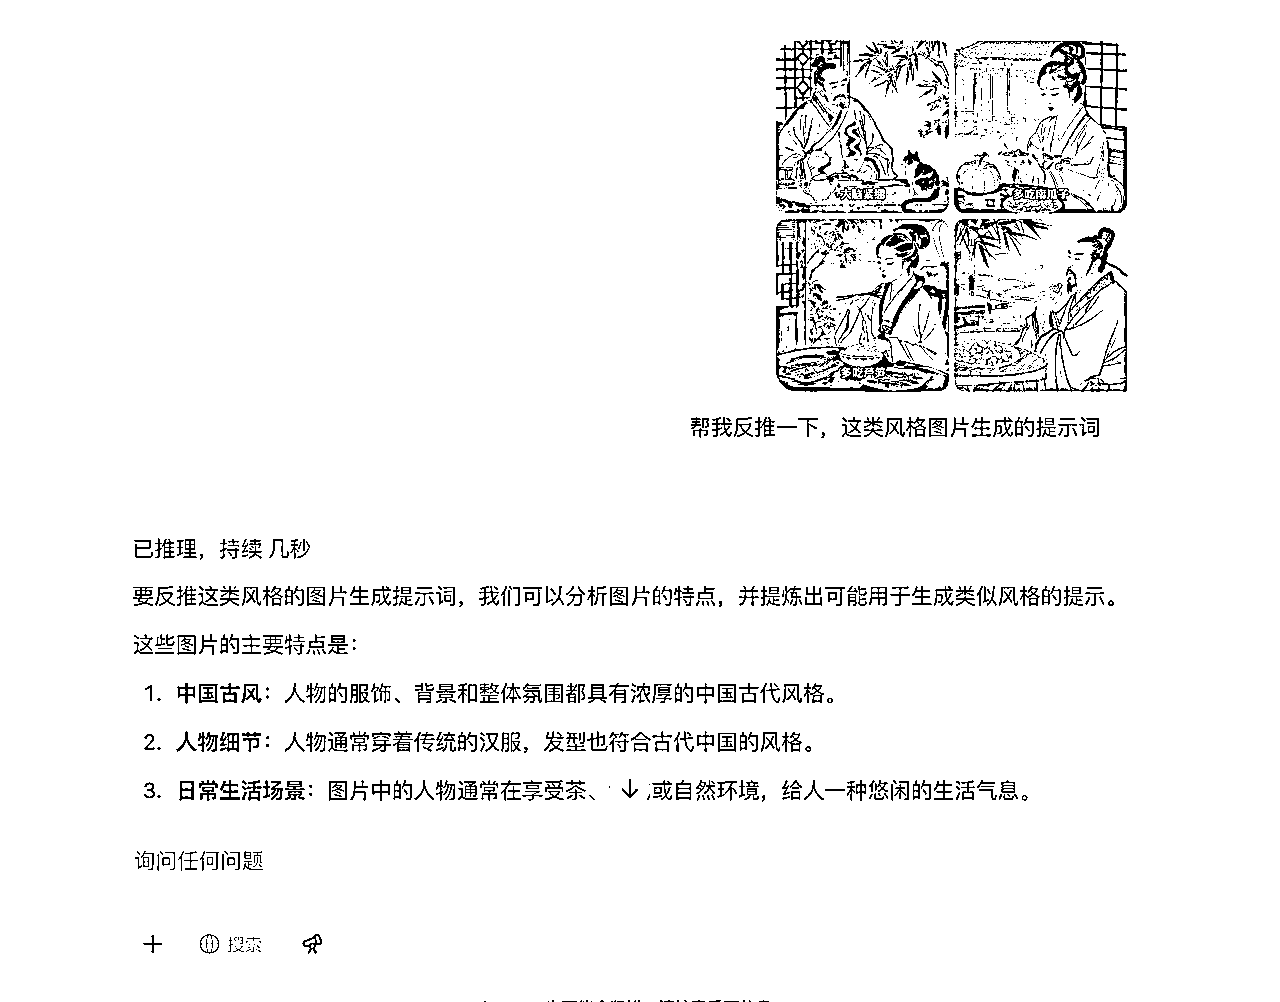 多吃南瓜子
帮我反推一下，这类风格图片生成的提示词
已推理，持续 几秒
要反推这类风格的图片生成提示词，我们可以分析图片的特点，并提炼出可能用于生成类似风格的提示。
这些图片的主要特点是：
1. 中国古风：人物的服饰、背景和整体氛围都具有浓厚的中国古代风格。
2. 人物细节：人物通常穿着传统的汉服，发型也符合古代中国的风格。
3. 日常生活场景：图片中的人物通常在享受茶、 或自然环境，给人一种悠闲的生活气息。
询问任何问题
搜索